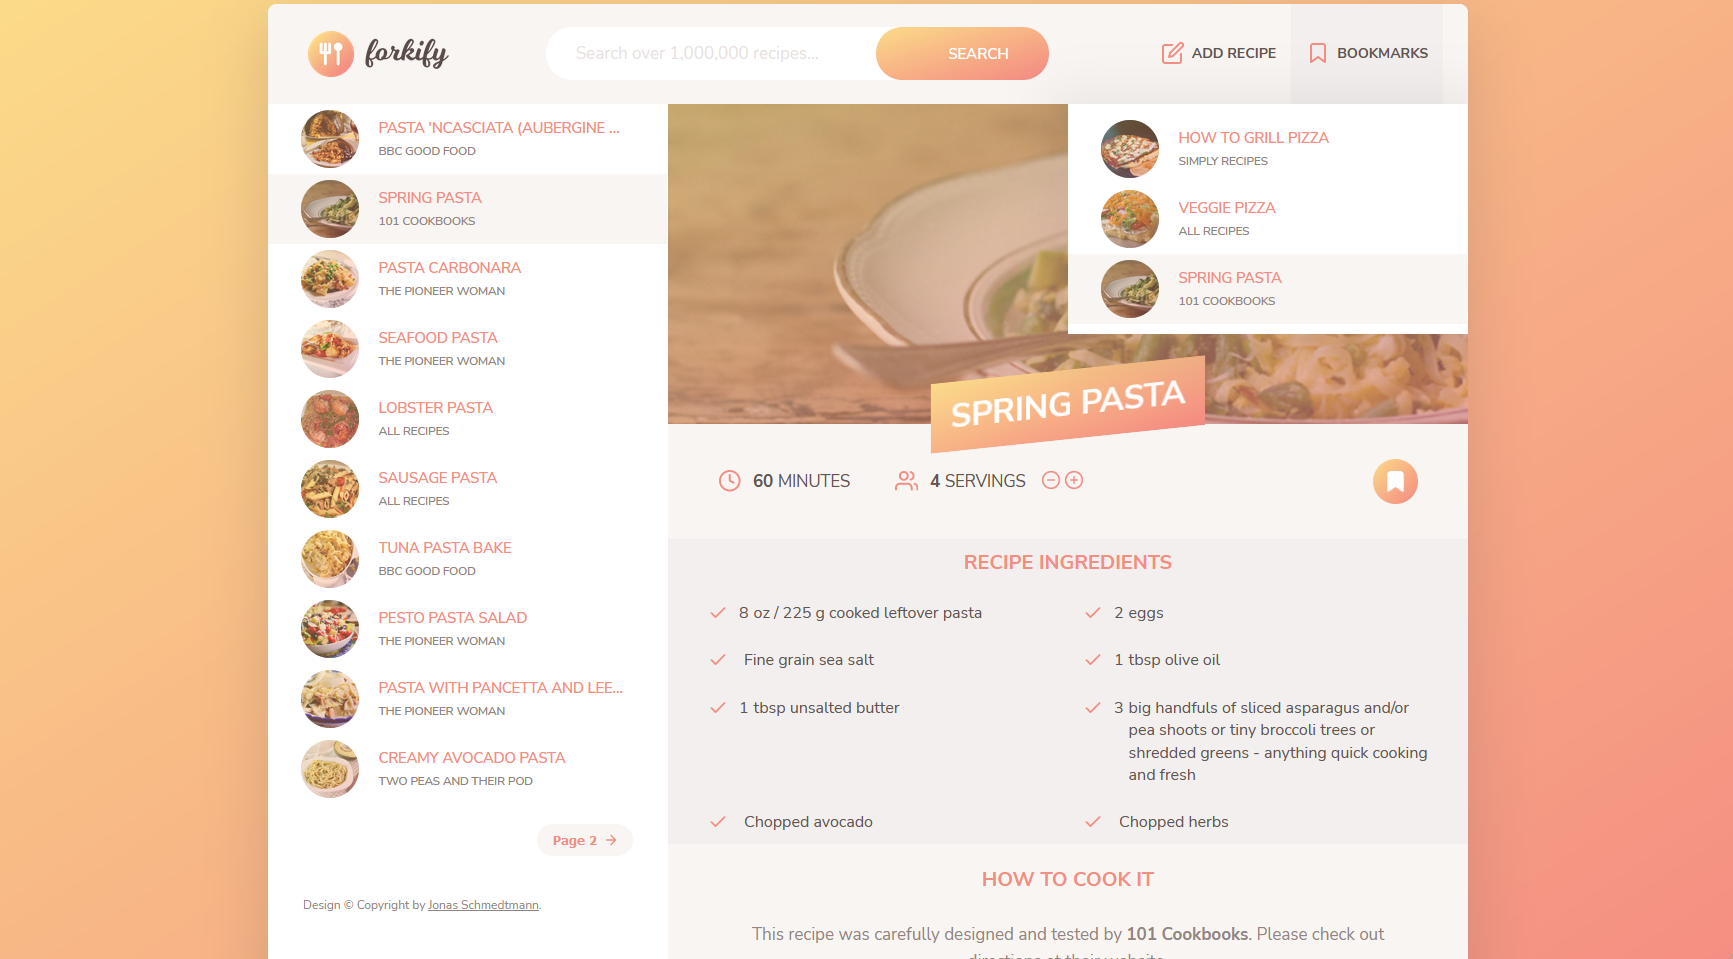 forkify
Search over 1,000,000 recipes...
SEARCH
ADD RECIPE
BOOKMARKS
PASTA 'NCASCIATA (AUBERGINE ...
BBC GOOD FOOD
SPRING PASTA
101 COOKBOOKS
PASTA CARBONARA
THE PIONEER WOMAN
SEAFOOD PASTA
THE PIONEER WOMAN
LOBSTER PASTA
ALL RECIPES
SAUSAGE PASTA
ALL RECIPES
TUNA PASTA BAKE
BBC GOOD FOOD
PESTO PASTA SALAD
THE PIONEER WOMAN
PASTA WITH PANCETTA AND LEE...
THE PIONEER WOMAN
CREAMY AVOCADO PASTA
TWO PEAS AND THEIR POD
Page 2
Design © Copyright by Jonas Schmedtmann.
HOW TO GRILL PIZZA
SIMPLY RECIPES
VEGGIE PIZZA
ALL RECIPES
SPRING PASTA
101 COOKBOOKS
SPRING PASTA
60 MINUTES
4 SERVINGS
RECIPE INGREDIENTS
8 oz / 225 g cooked leftover pasta
2 eggs
Fine grain sea salt
1 tbsp olive oil
1 tbsp unsalted butter
3 big handfuls of sliced asparagus and/or
pea shoots or tiny broccoli trees or
shredded greens - anything quick cooking
and fresh
Chopped avocado
Chopped herbs
HOW TO COOK IT
This recipe was carefully designed and tested by 101 Cookbooks. Please check out
directions at their website.